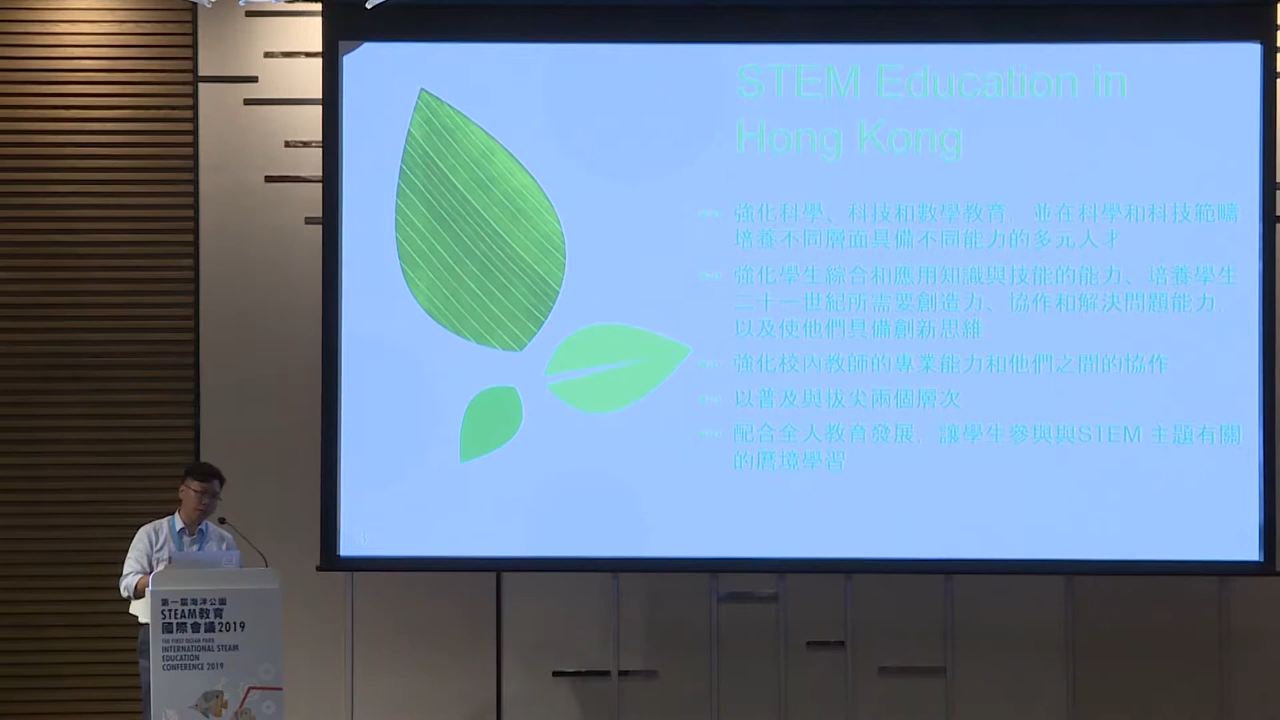 STEM Education in
Hong Kong
強化科學、科技和數學教育，並在科學和科技範疇
培養不同層面具備不同能力的多元人才
強化學生綜合和應用知識與技能的能力、培養學生
二十一世紀所需要創造力、協作和解決問題能力，
以及使他們具備創新思維
強化校內教師的專業能力和他們之間的協作
以普及與拔尖兩個層次
配合全人教育發展，讓學生參與與STEM 主題有關
的曆境學習
第一屆海洋公園
STEAM教育
國際會議2019
THE FIRST OCEAN PARK
INTERNATIONAL STEAM
EDUCATION
CONFERENCE 2019